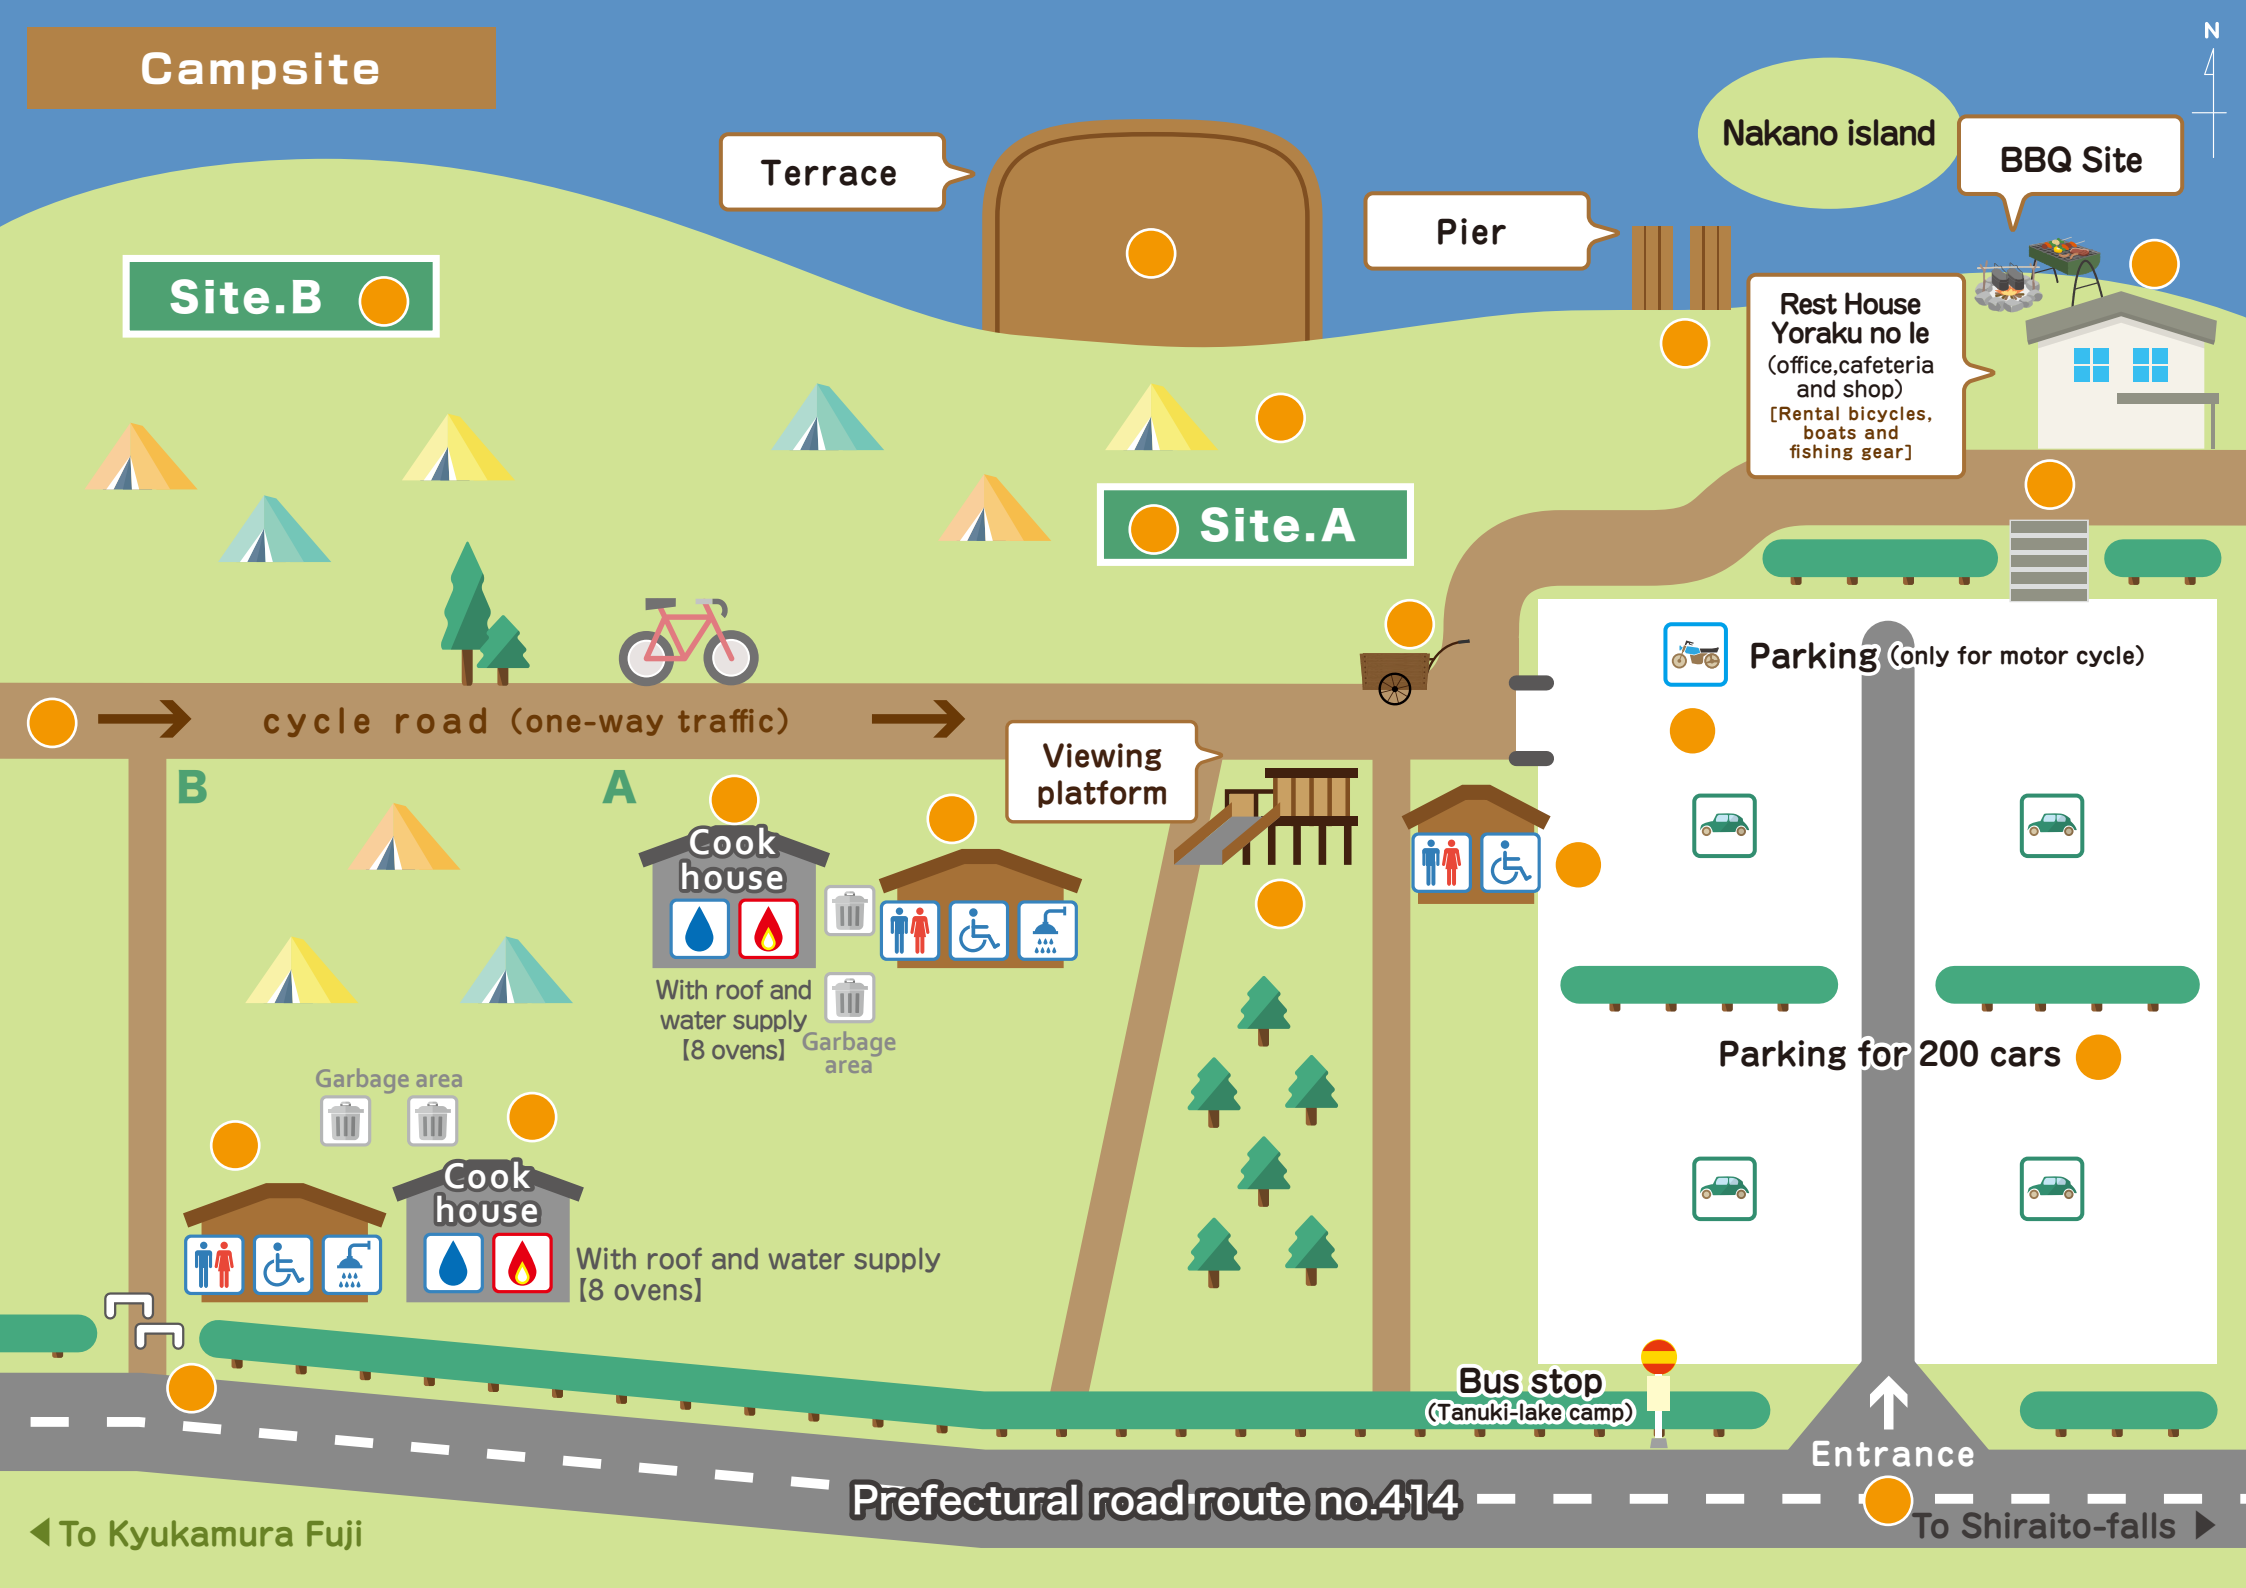 Campsite
N
Nakano island
BBQ Site
Terrace
Pier
Site.B
Rest House
Yoraku no Ie
(office,cafeteria
and shop)
[Rental bicycles,
boats and
fishing gear]
Site.A
Parking (only for motor cycle)
cycle road (one-way traffic)
Viewing
platform
B
A
Cook
house
With roof and
water supply
【8 ovens】
Garbage
area
Parking for 200 cars
Garbage area
Cook
house
With roof and water supply
【8 ovens】
Bus stop
(Tanuki-lake camp)
Entrance
Prefectural road route no.414
To Kyukamura Fuji
To Shiraito-falls